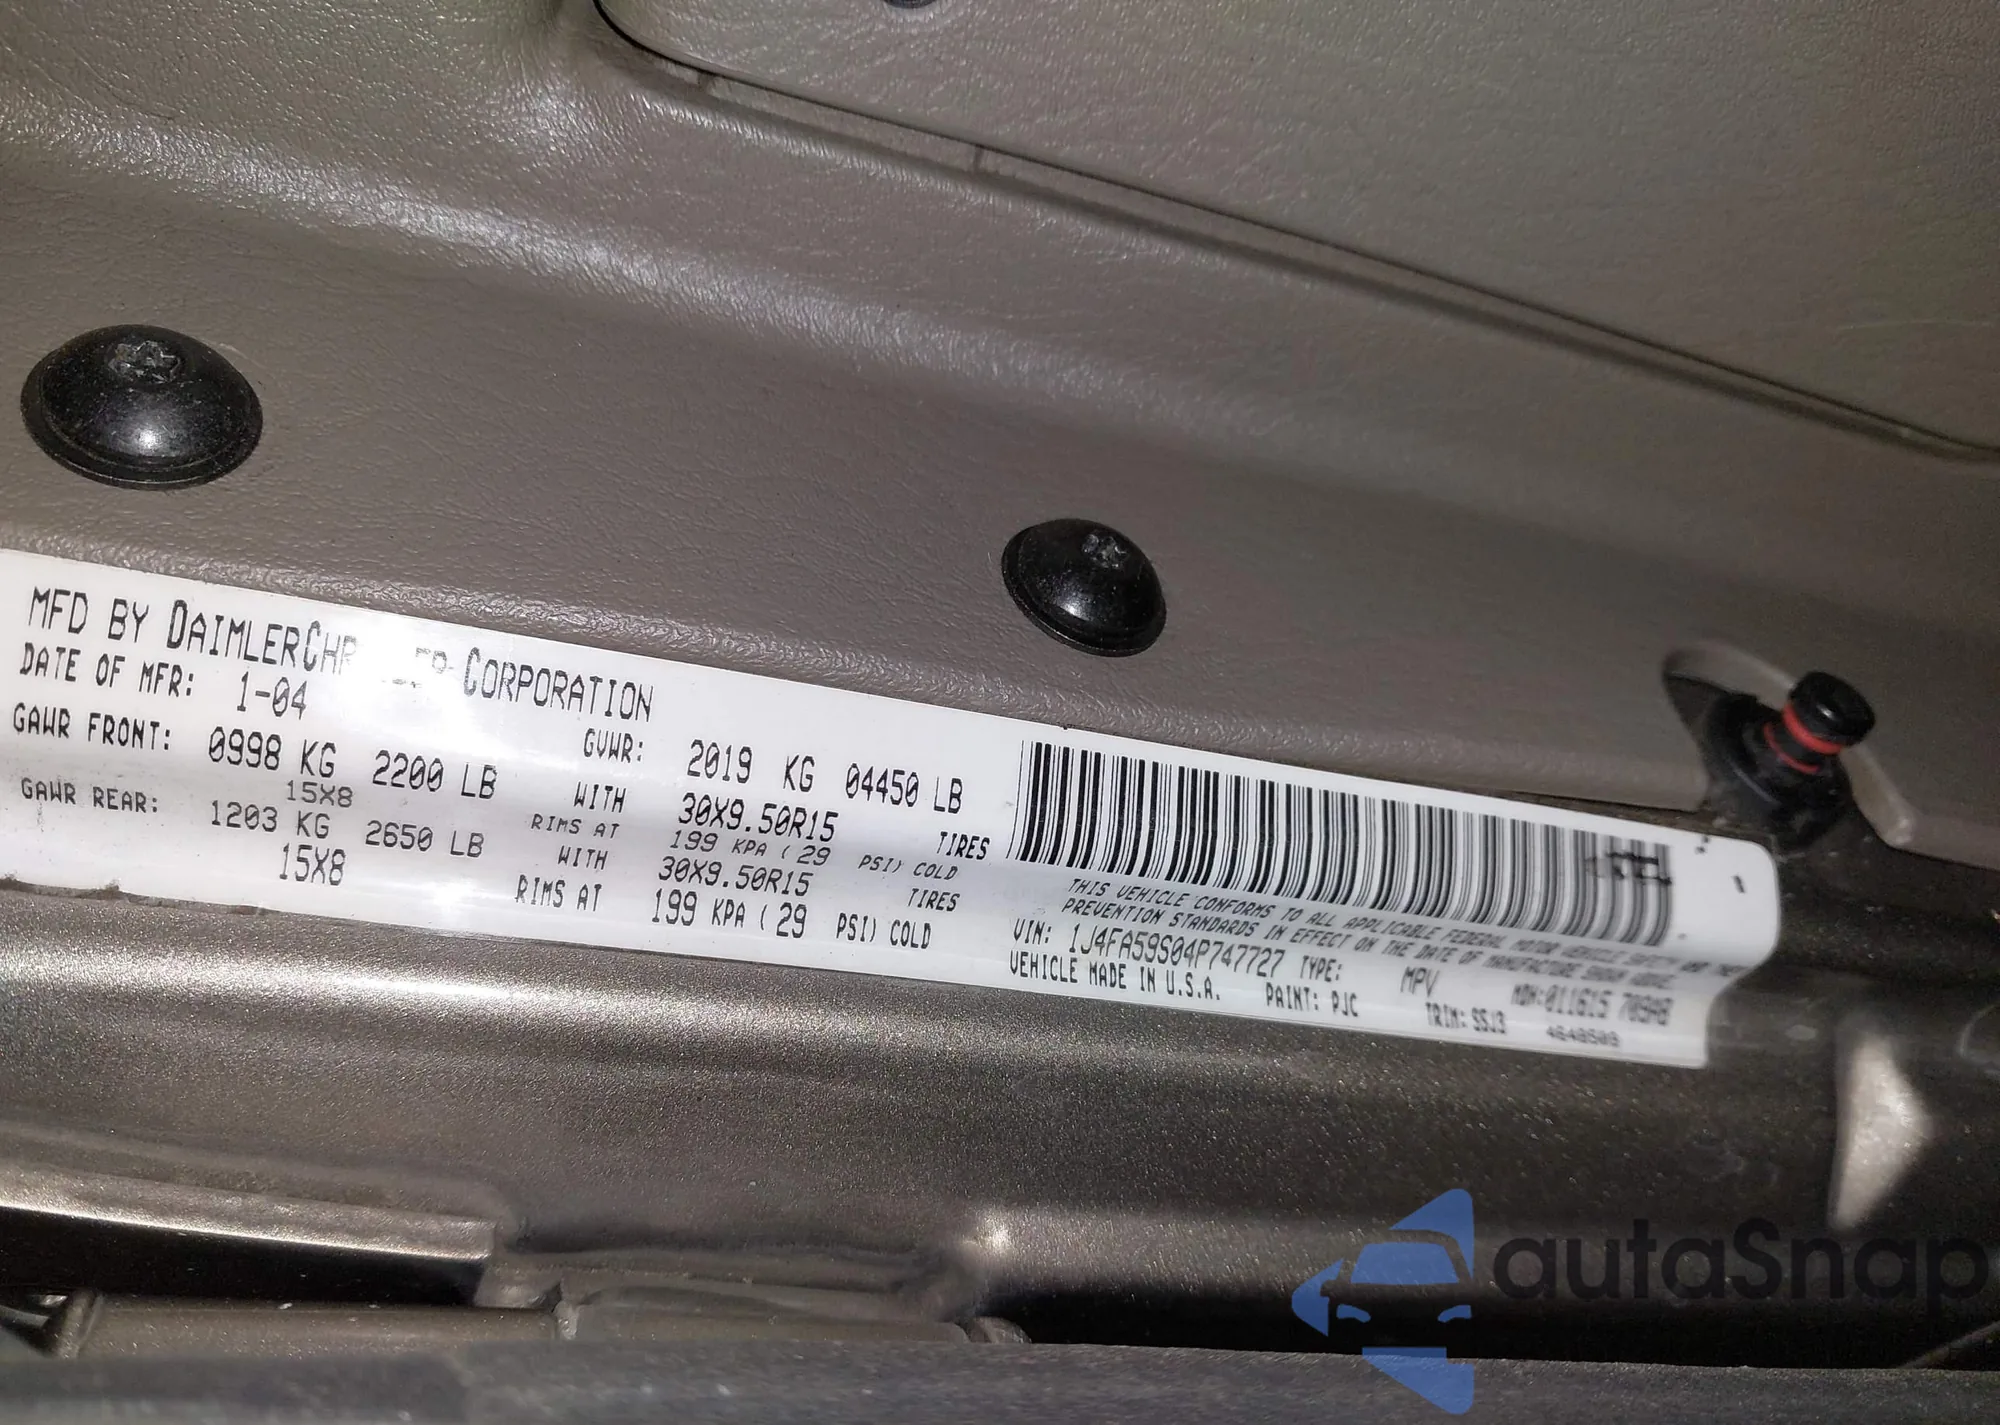 MFD BY DAIMLERCHR CORPORATION
DATE OF MFR: 1-04 GVWR: 2019 KG 04450 LB
GAWR FRONT: 0998 KG 2200 LB WITH 30X9.50R15 TIRES
15X8 RIMS AT 199 KPA ( 29 PSI) COLD
GAWR REAR: 1203 KG 2650 LB WITH 30X9.50R15 TIRES
15X8 RIMS AT 199 KPA ( 29 PSI) COLD
THIS VEHICLE CONFORMS TO ALL APPLICABLE FEDERAL MOTOR VEHICLE SAFETY AND THEFT
PREVENTION STANDARDS IN EFFECT ON THE DATE OF MANUFACTURE SHOWN ABOVE.
VIN: 1J4FA59S04P747727 TYPE: MPV MDH:011615
VEHICLE MADE IN U.S.A. PAINT: PJC TRIM: SSJ3
autaSnap